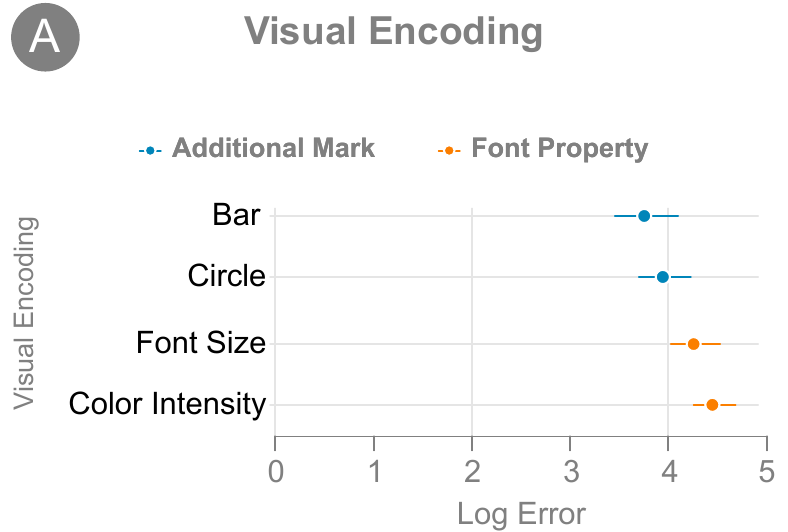 A
Visual Encoding
Additional Mark Font Property
Visual Encoding
Bar
Circle
Font Size
Color Intensity
0 1 2 3 4 5
Log Error